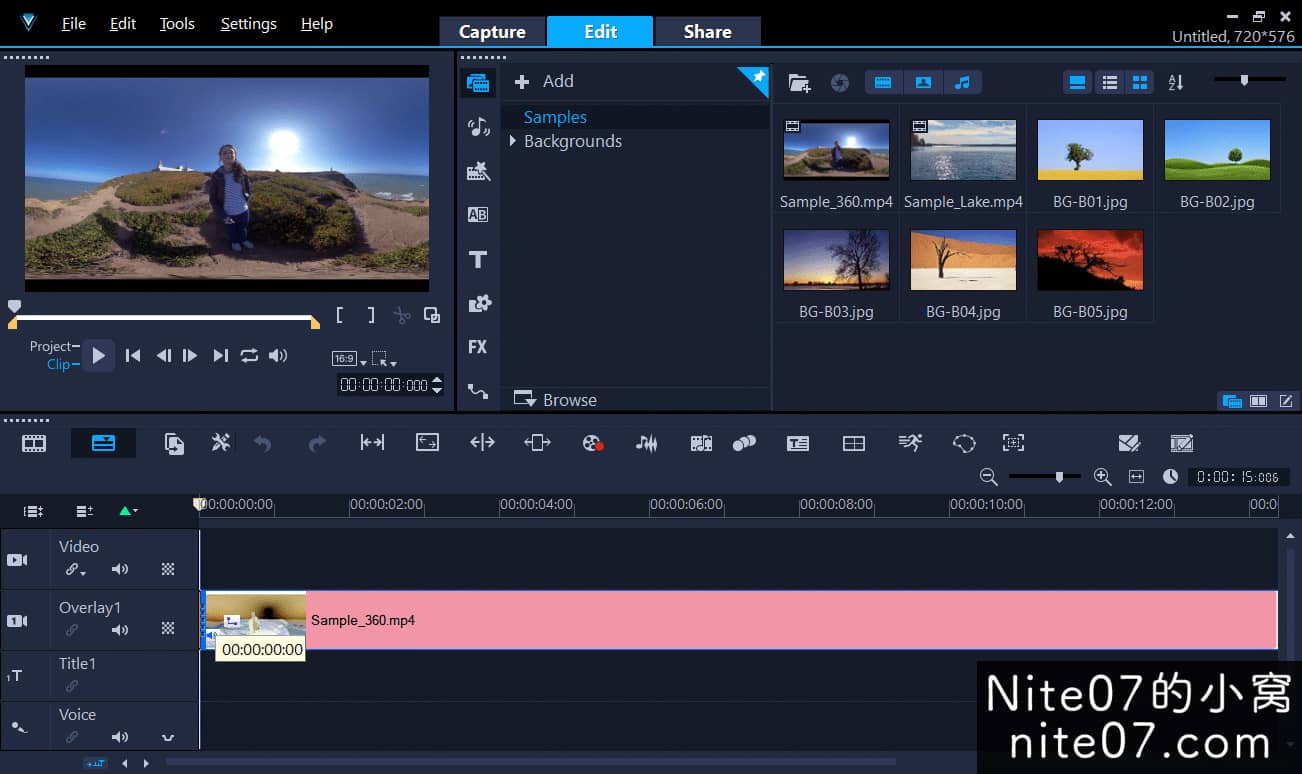 File Edit Tools Settings Help
Capture Edit Share
Untitled, 720*576
Add
Samples
Backgrounds
Browse
Sample_360.mp4 Sample_Lake.mp4 BG-B01.jpg BG-B02.jpg
BG-B03.jpg BG-B04.jpg BG-B05.jpg
AB
T
FX
A
Z
Project
Clip
16:9
00:00:00:000
T
0:00:15:006
00:00:00:00 00:00:02:00 00:00:04:00 00:00:06:00 00:00:08:00 00:00:10:00 00:00:12:00 00:0
Video
1 Overlay1
Sample_360.mp4
00:00:00:00
1T Title1
Voice
Nite07的小窝
nite07.com